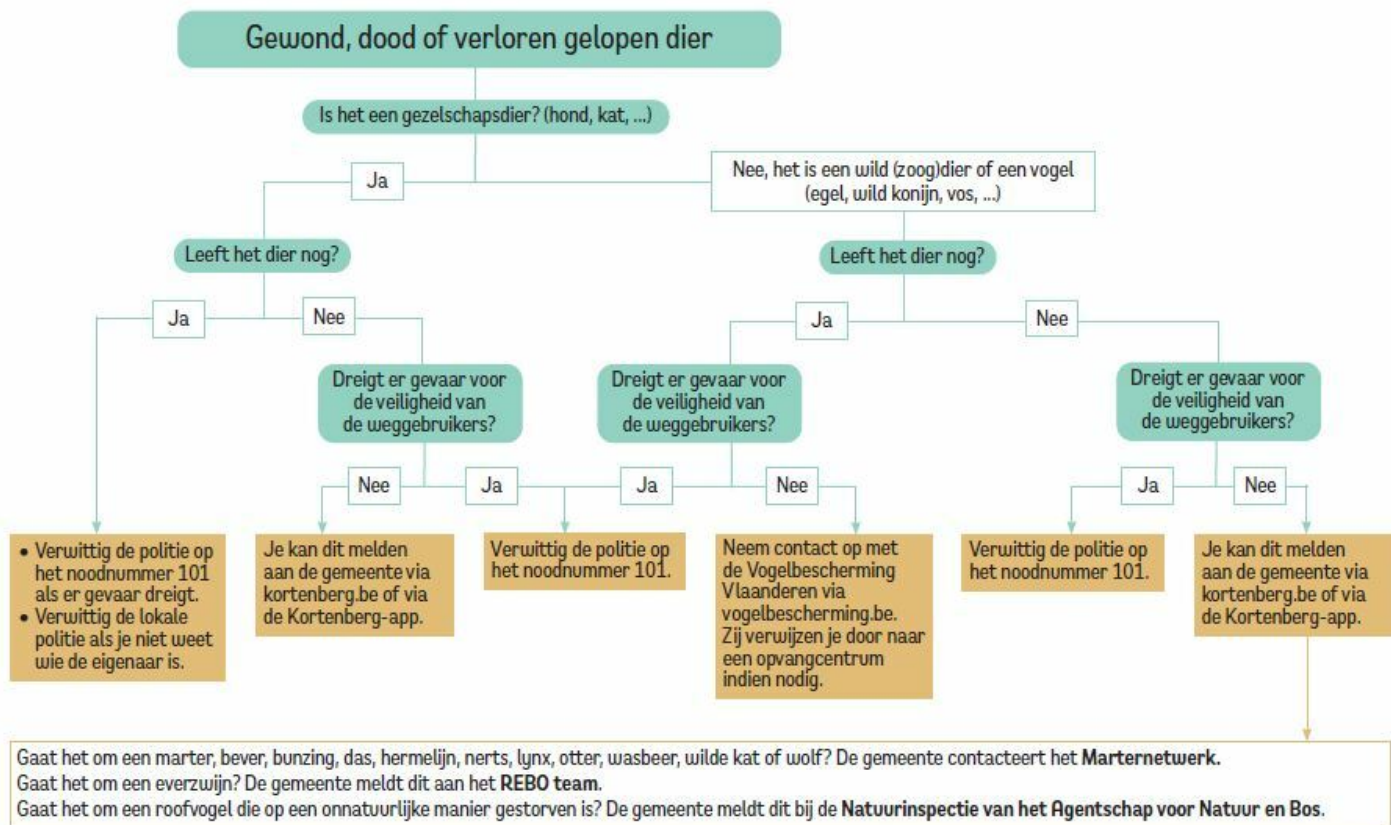 Gewond, dood of verloren gelopen dier
Is het een gezelschapsdier? (hond, kat, ...)
Ja
Nee, het is een wild (zoog)dier of een vogel
(egel, wild konijn, vos, ...)
Leeft het dier nog?
Leeft het dier nog?
Ja
Nee
Ja
Nee
Dreigt er gevaar voor
de veiligheid van
de weggebruikers?
Dreigt er gevaar voor
de veiligheid van
de weggebruikers?
Dreigt er gevaar voor
de veiligheid van
de weggebruikers?
Nee
Ja
Ja
Nee
Ja
Nee
• Verwittig de politie op
het noodnummer 101
als er gevaar dreigt.
• Verwittig de lokale
politie als je niet weet
wie de eigenaar is.
Je kan dit melden
aan de gemeente via
kortenberg.be of via
de Kortenberg-app.
Verwittig de politie op
het noodnummer 101.
Neem contact op met
de Vogelbescherming
Vlaanderen via
vogelbescherming.be.
Zij verwijzen je door naar
een opvangcentrum
indien nodig.
Verwittig de politie op
het noodnummer 101.
Je kan dit melden
aan de gemeente via
kortenberg.be of via
de Kortenberg-app.
Gaat het om een marter, bever, bunzing, das, hermelijn, nerts, lynx, otter, wasbeer, wilde kat of wolf? De gemeente contacteert het Marternetwerk.
Gaat het om een everzwijn? De gemeente meldt dit aan het REBO team.
Gaat het om een roofvogel die op een onnatuurlijke manier gestorven is? De gemeente meldt dit bij de Natuurinspectie van het Agentschap voor Natuur en Bos.